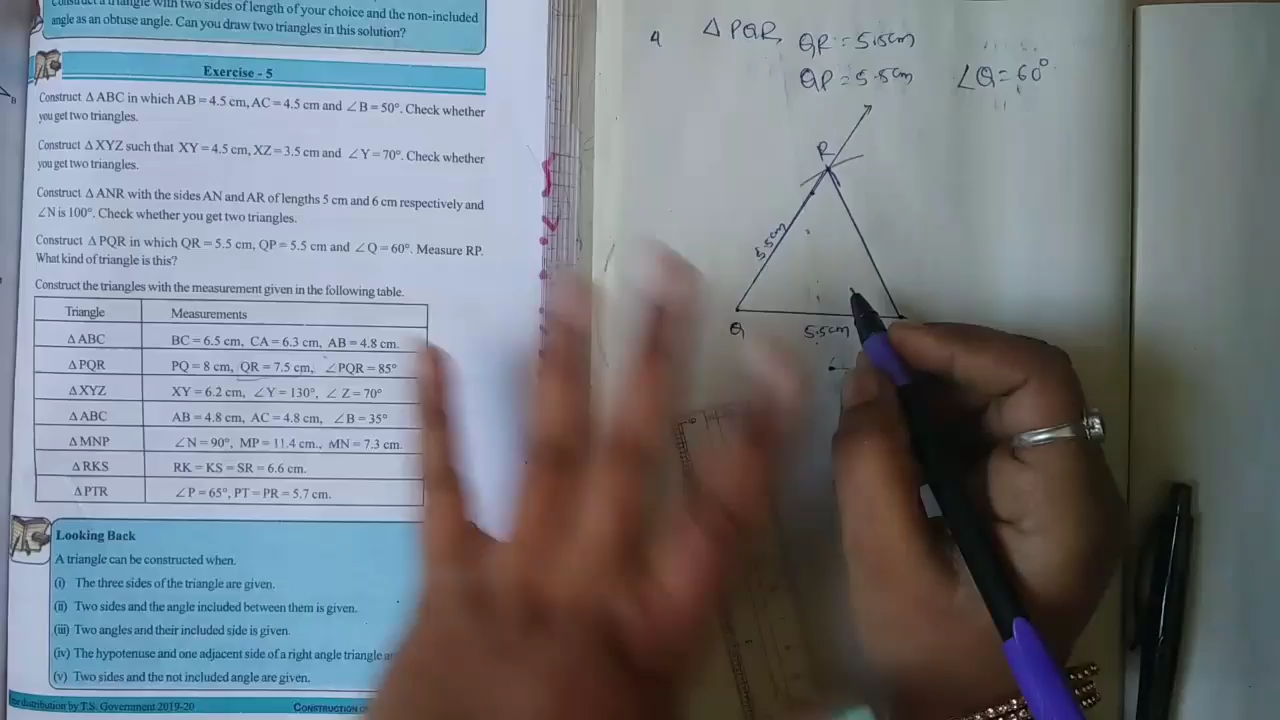 Construct a triangle with two sides of length of your choice and the non-included
angle as an obtuse angle. Can you draw two triangles in this solution?
Exercise - 5
Construct Δ ABC in which AB = 4.5 cm, AC = 4.5 cm and ∠B = 50°. Check whether
you get two triangles.
Construct Δ XYZ such that XY = 4.5 cm, XZ = 3.5 cm and ∠Y = 70°. Check whether
you get two triangles.
Construct Δ ANR with the sides AN and AR of lengths 5 cm and 6 cm respectively and
∠N is 100°. Check whether you get two triangles.
Construct Δ PQR in which QR = 5.5 cm, QP = 5.5 cm and ∠Q = 60°. Measure RP.
What kind of triangle is this?
Construct the triangles with the measurement given in the following table.
Triangle Measurements
Δ ABC BC = 6.5 cm, CA = 6.3 cm, AB = 4.8 cm.
Δ PQR PQ = 8 cm, QR = 7.5 cm, ∠PQR = 85°
Δ XYZ XY = 6.2 cm, ∠Y = 130°, ∠ Z = 70°
Δ ABC AB = 4.8 cm, AC = 4.8 cm, ∠B = 35°
Δ MNP ∠N = 90°, MP = 11.4 cm., MN = 7.3 cm.
Δ RKS RK = KS = SR = 6.6 cm.
Δ PTR ∠P = 65°, PT = PR = 5.7 cm.
Looking Back
A triangle can be constructed when.
(i) The three sides of the triangle are given.
(ii) Two sides and the angle included between them is given.
(iii) Two angles and their included side is given.
(iv) The hypotenuse and one adjacent side of a right angle triangle
(v) Two sides and the not included angle are given.
distribution by T.S. Government 2019-20 CONSTRUCTION
B
4 Δ PQR QR = 5.5cm
QP = 5.5cm ∠Q = 60°
R
5.5cm
Q 5.5cm